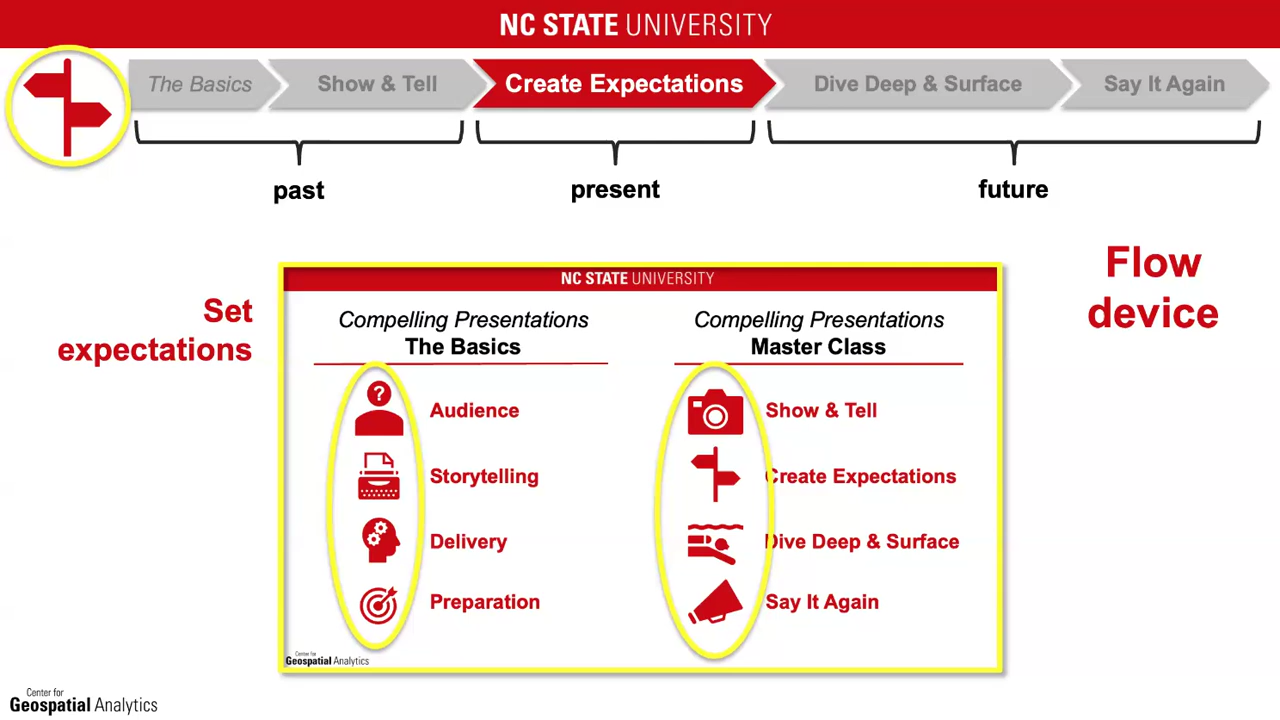 NC STATE UNIVERSITY
The Basics
Show & Tell
Create Expectations
Dive Deep & Surface
Say It Again
past
present
future
Flow
device
Set
expectations
NC STATE UNIVERSITY
Compelling Presentations
The Basics
Audience
Storytelling
Delivery
Preparation
Compelling Presentations
Master Class
Show & Tell
Create Expectations
Dive Deep & Surface
Say It Again
Center for
Geospatial Analytics
Center for
Geospatial Analytics